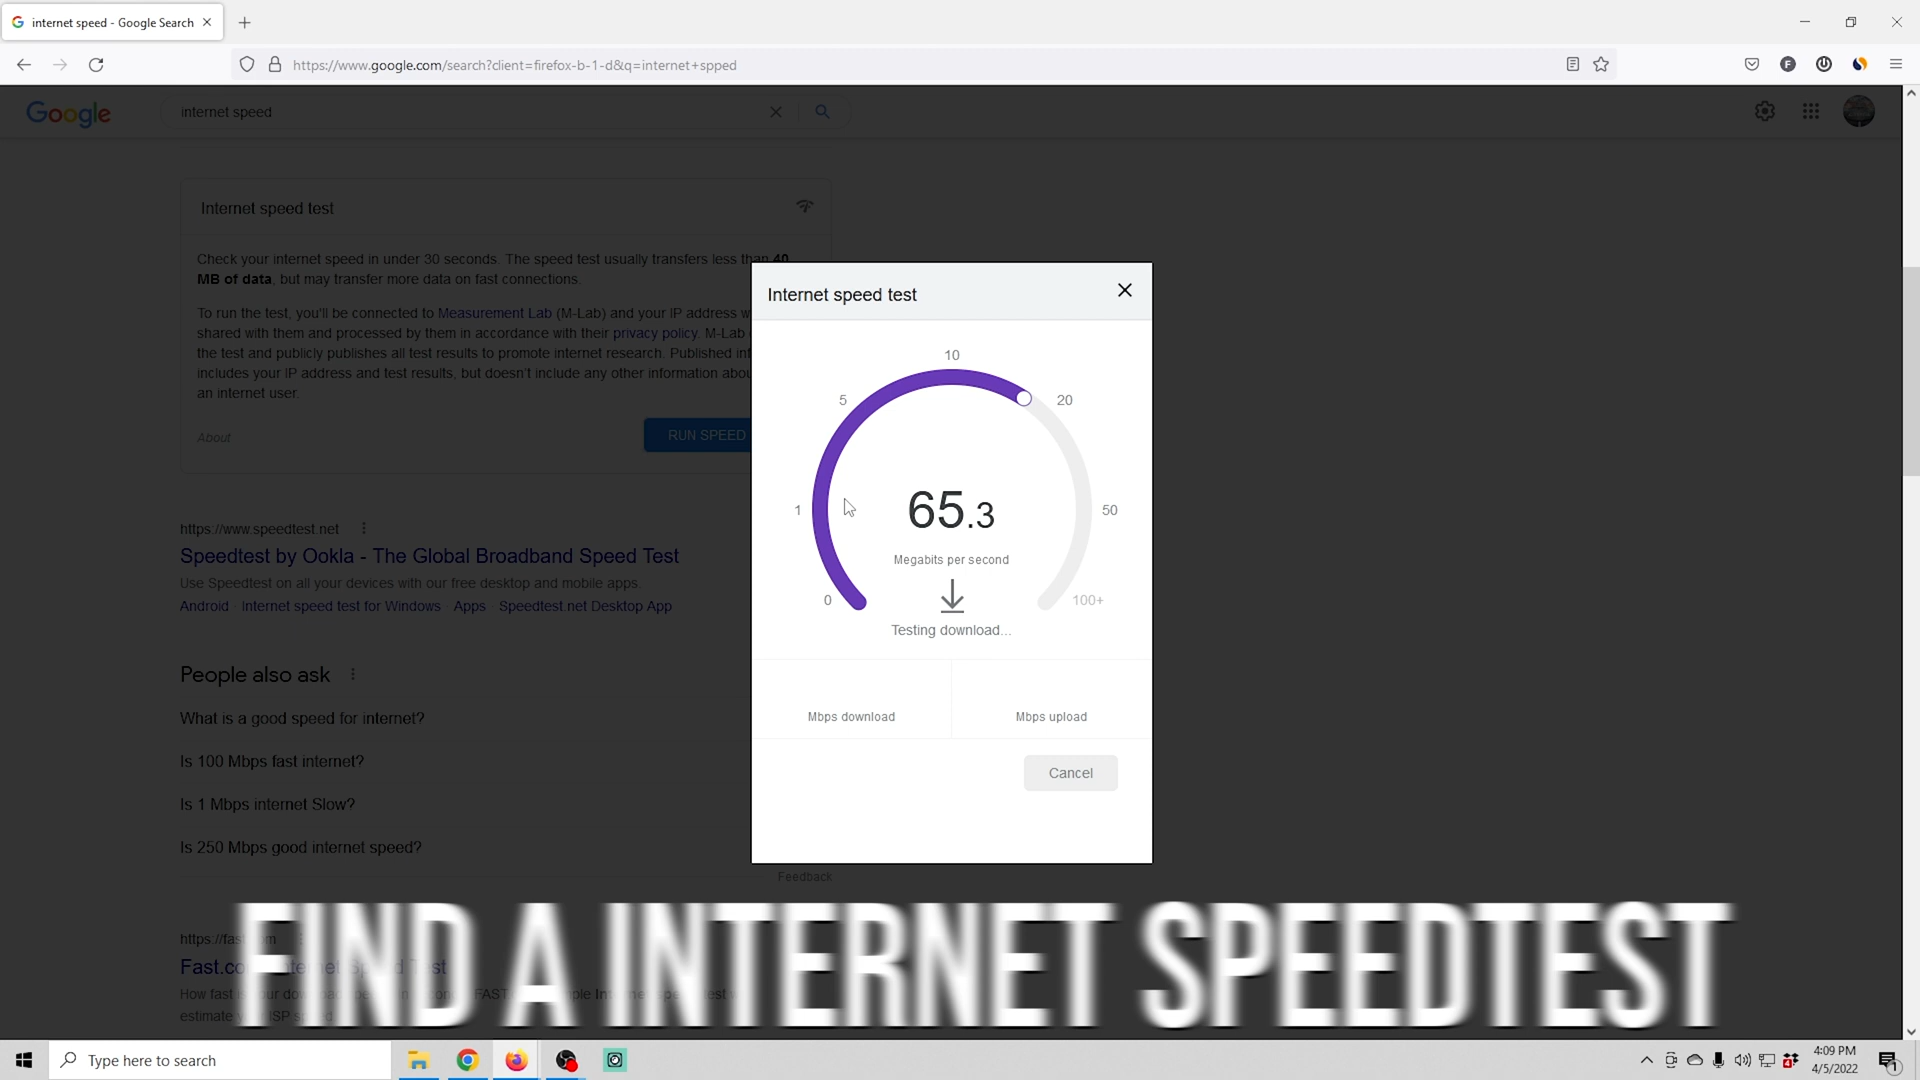 internet speed - Google Search
https://www.google.com/search?client=firefox-b-1-d&q=internet+spped
Google
internet speed
Internet speed test
Check your internet speed in under 30 seconds. The speed test usually transfers less than 40
MB of data, but may transfer more data on fast connections.
To run the test, you'll be connected to Measurement Lab (M-Lab) and your IP address
shared with them and processed by them in accordance with their privacy policy. M-Lab
the test and publicly publishes all test results to promote internet research. Published
includes your IP address and test results, but doesn't include any other information
an internet user.
About
RUN SPEED
https://www.speedtest.net
Speedtest by Ookla - The Global Broadband Speed Test
Use Speedtest on all your devices with our free desktop and mobile apps.
Android · Internet speed test for Windows · Apps · Speedtest.net Desktop App
People also ask
What is a good speed for internet?
Is 100 Mbps fast internet?
Is 1 Mbps internet Slow?
Is 250 Mbps good internet speed?
Feedback
Internet speed test
10
5
20
1
50
0
100+
65.3
Megabits per second
Testing download...
Mbps download
Mbps upload
Cancel
FIND A INTERNET SPEEDTEST
How fast is your
estimate your ISP
Type here to search
4:09 PM
4/5/2022